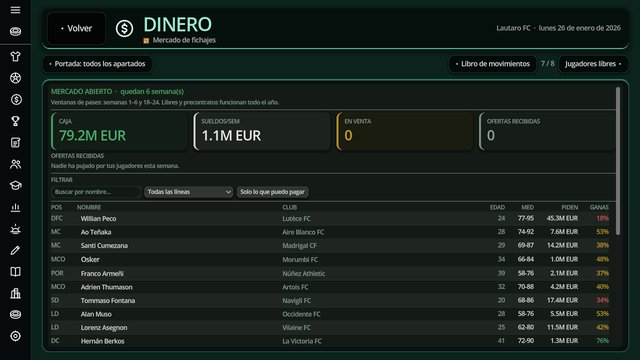 • Volver
DINERO
Mercado de fichajes
Lautaro FC · lunes 26 de enero de 2026
• Portada: todos los apartados
• Libro de movimientos
7 / 8
Jugadores libres •
MERCADO ABIERTO · quedan 6 semana(s)
Ventanas de pases: semanas 1–6 y 18–24. Libres y precontratos funcionan todo el año.
CAJA
79.2M EUR
SUELDOS/SEM
1.1M EUR
EN VENTA
0
OFERTAS RECIBIDAS
0
OFERTAS RECIBIDAS
Nadie ha pujado por tus jugadores esta semana.
FILTRAR
Buscar por nombre...
Todas las líneas
Solo lo que puedo pagar
POS NOMBRE CLUB EDAD MED PIDEN GANAS
DFC Willian Peco Lutèce FC 24 77-95 45.3M EUR 18%
MC Ao Teñaka Aire Blanco FC 28 74-92 7.6M EUR 53%
MC Santi Cumezana Madrigal CF 29 69-87 14.2M EUR 38%
MCO Osker Morumbi FC 34 66-84 1.0M EUR 48%
POR Franco Armeñi Núñez Athletic 39 58-76 2.1M EUR 37%
MCO Adrien Thumason Artois FC 32 70-88 4.2M EUR 40%
SD Tommaso Fontana Navigli FC 20 68-86 17.4M EUR 34%
LD Alan Muso Occidente FC 28 58-76 5.5M EUR 53%
LD Lorenz Asegnon Vilaine FC 25 62-80 11.5M EUR 42%
DC Hernán Berkos La Victoria FC 41 72-90 1.3M EUR 76%